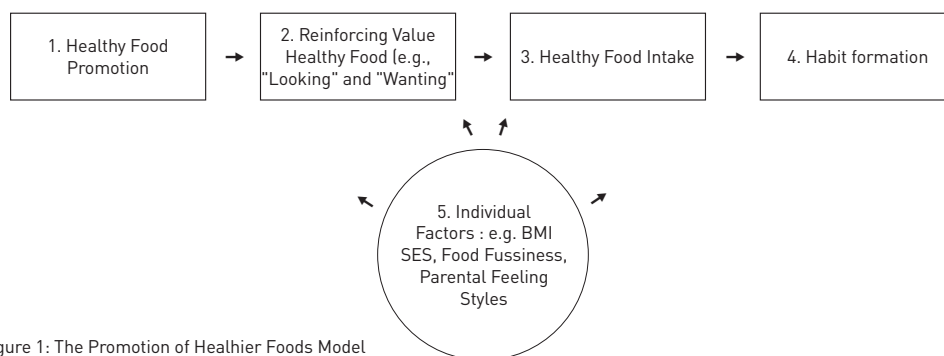 1. Healthy Food
Promotion
2. Reinforcing Value
Healthy Food (e.g.,
"Looking" and "Wanting"
3. Healthy Food Intake
4. Habit formation
5. Individual
Factors : e.g. BMI
SES, Food Fussiness,
Parental Feeling
Styles
gure 1: The Promotion of Healhier Foods Model